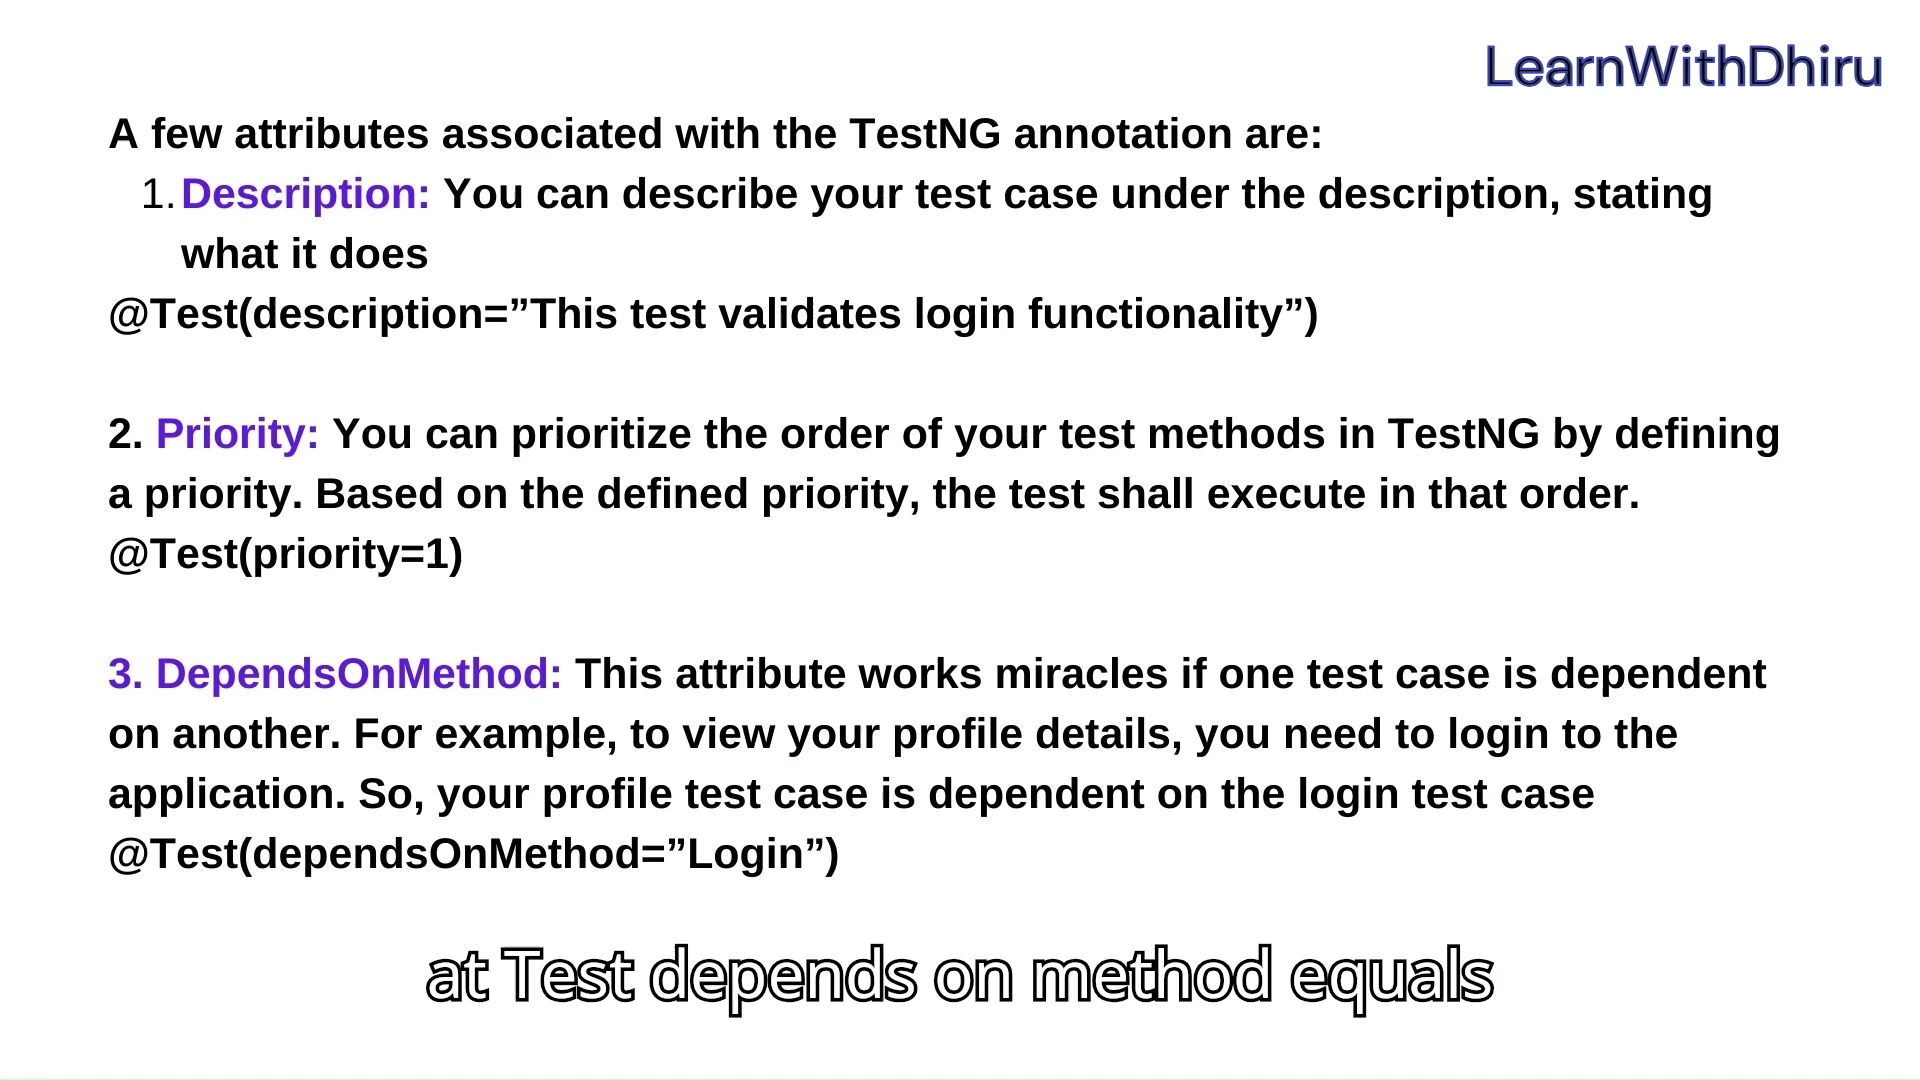 LearnWithDhiru
A few attributes associated with the TestNG annotation are:
1. Description: You can describe your test case under the description, stating
what it does
@Test(description=”This test validates login functionality”)
2. Priority: You can prioritize the order of your test methods in TestNG by defining
a priority. Based on the defined priority, the test shall execute in that order.
@Test(priority=1)
3. DependsOnMethod: This attribute works miracles if one test case is dependent
on another. For example, to view your profile details, you need to login to the
application. So, your profile test case is dependent on the login test case
@Test(dependsOnMethod=”Login”)
at Test depends on method equals